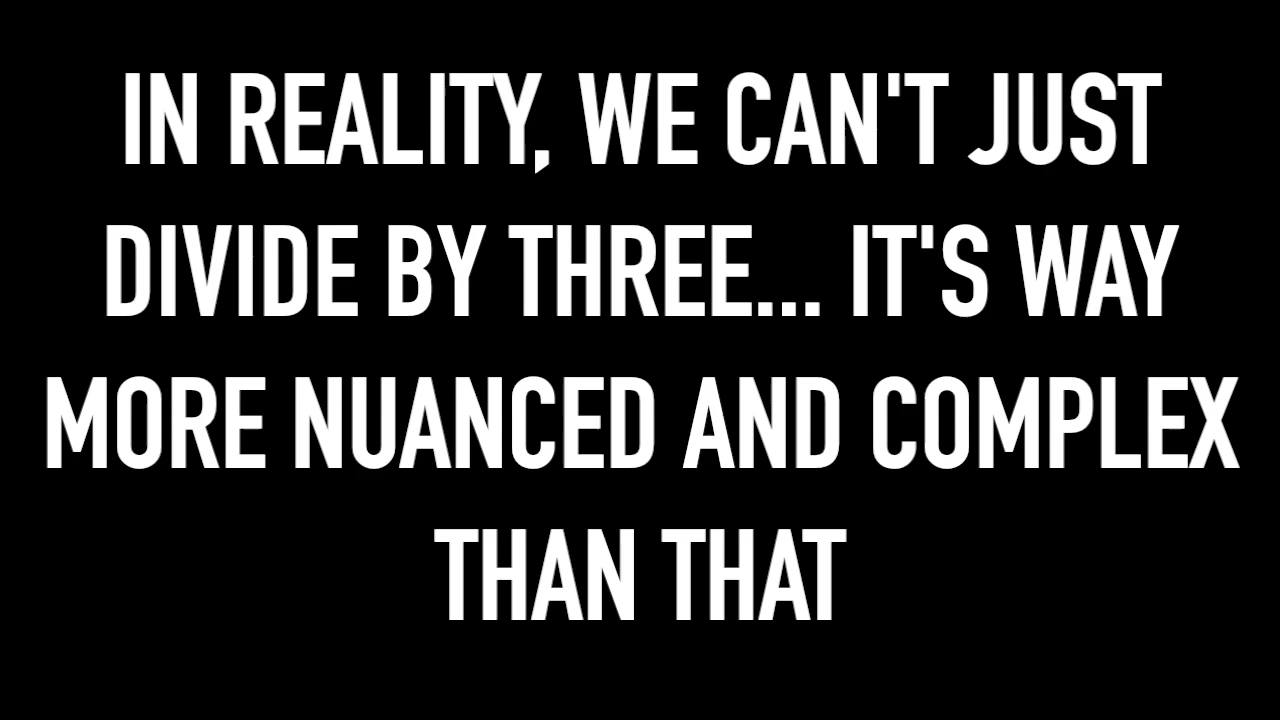 IN REALITY, WE CAN'T JUST
DIVIDE BY THREE... IT'S WAY
MORE NUANCED AND COMPLEX
THAN THAT